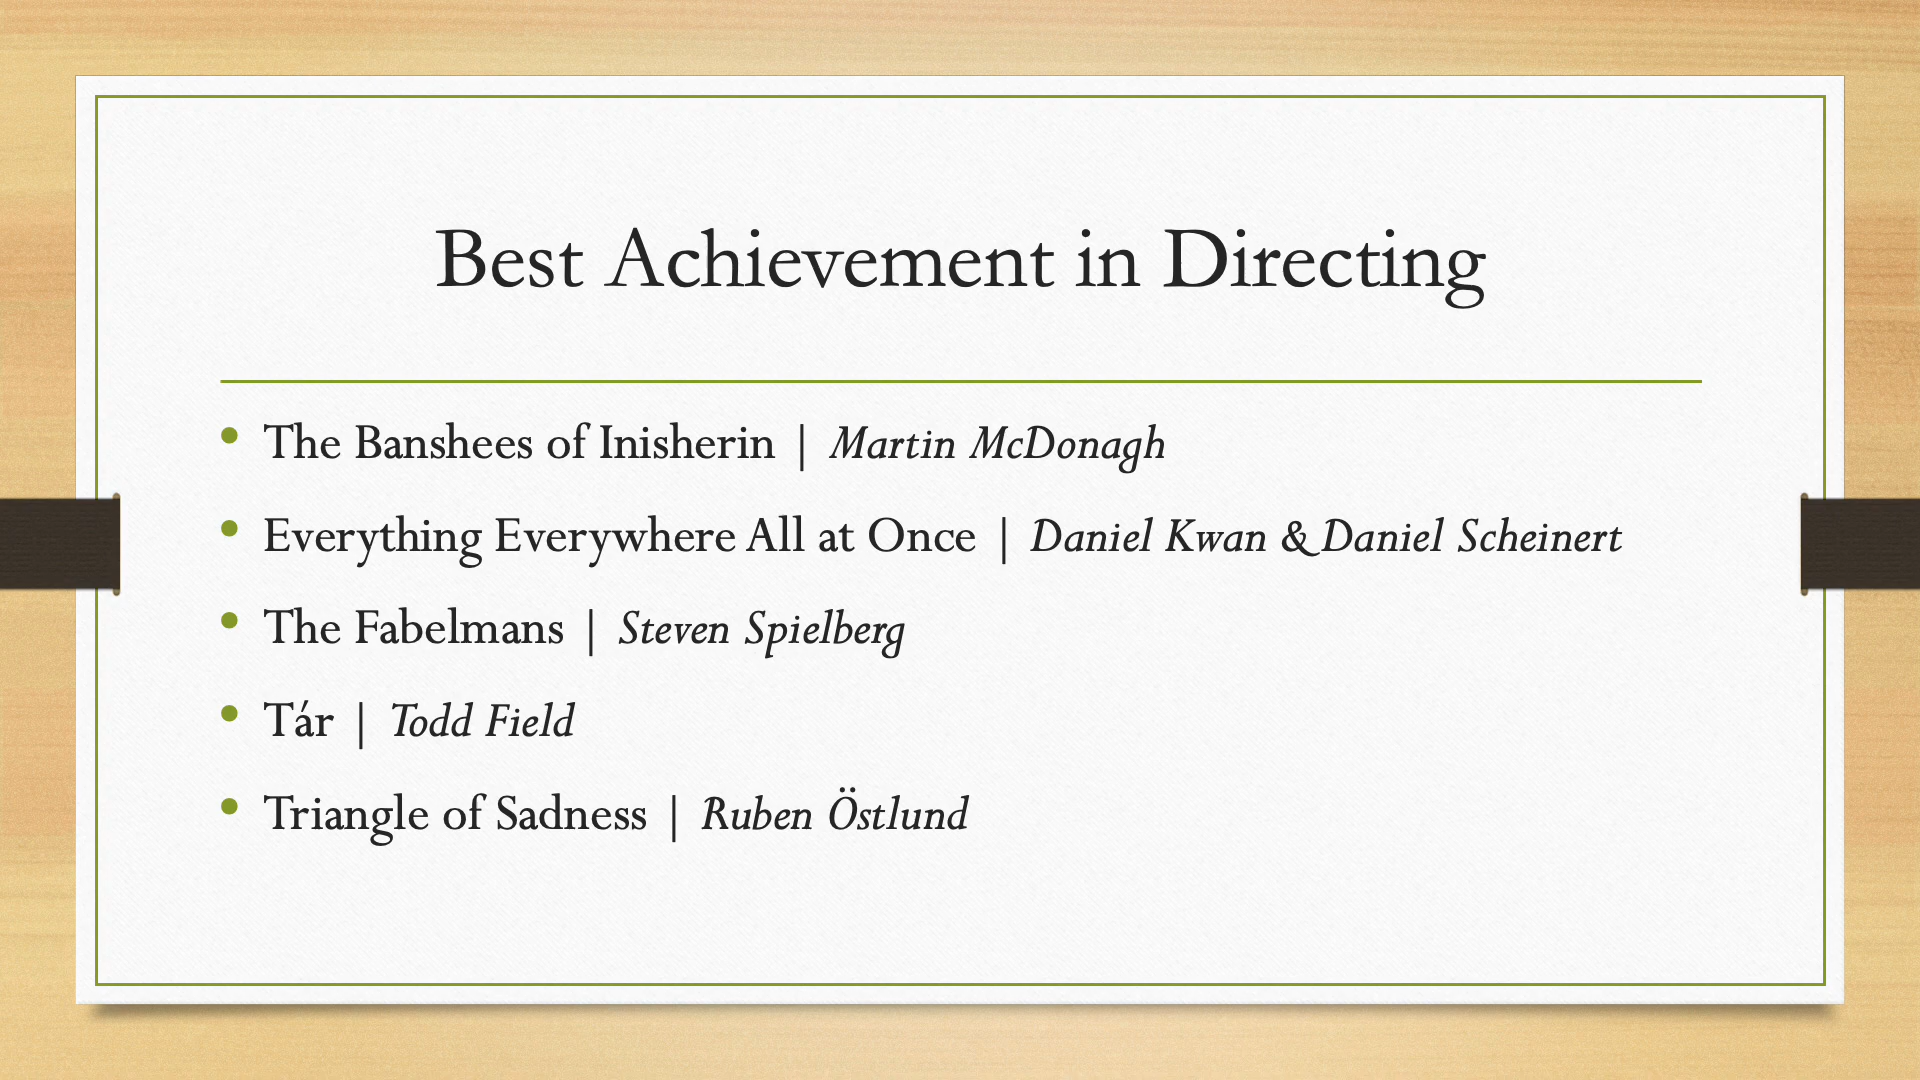 Best Achievement in Directing
• The Banshees of Inisherin | Martin McDonagh
• Everything Everywhere All at Once | Daniel Kwan & Daniel Scheinert
• The Fabelmans | Steven Spielberg
• Tár | Todd Field
• Triangle of Sadness | Ruben Östlund